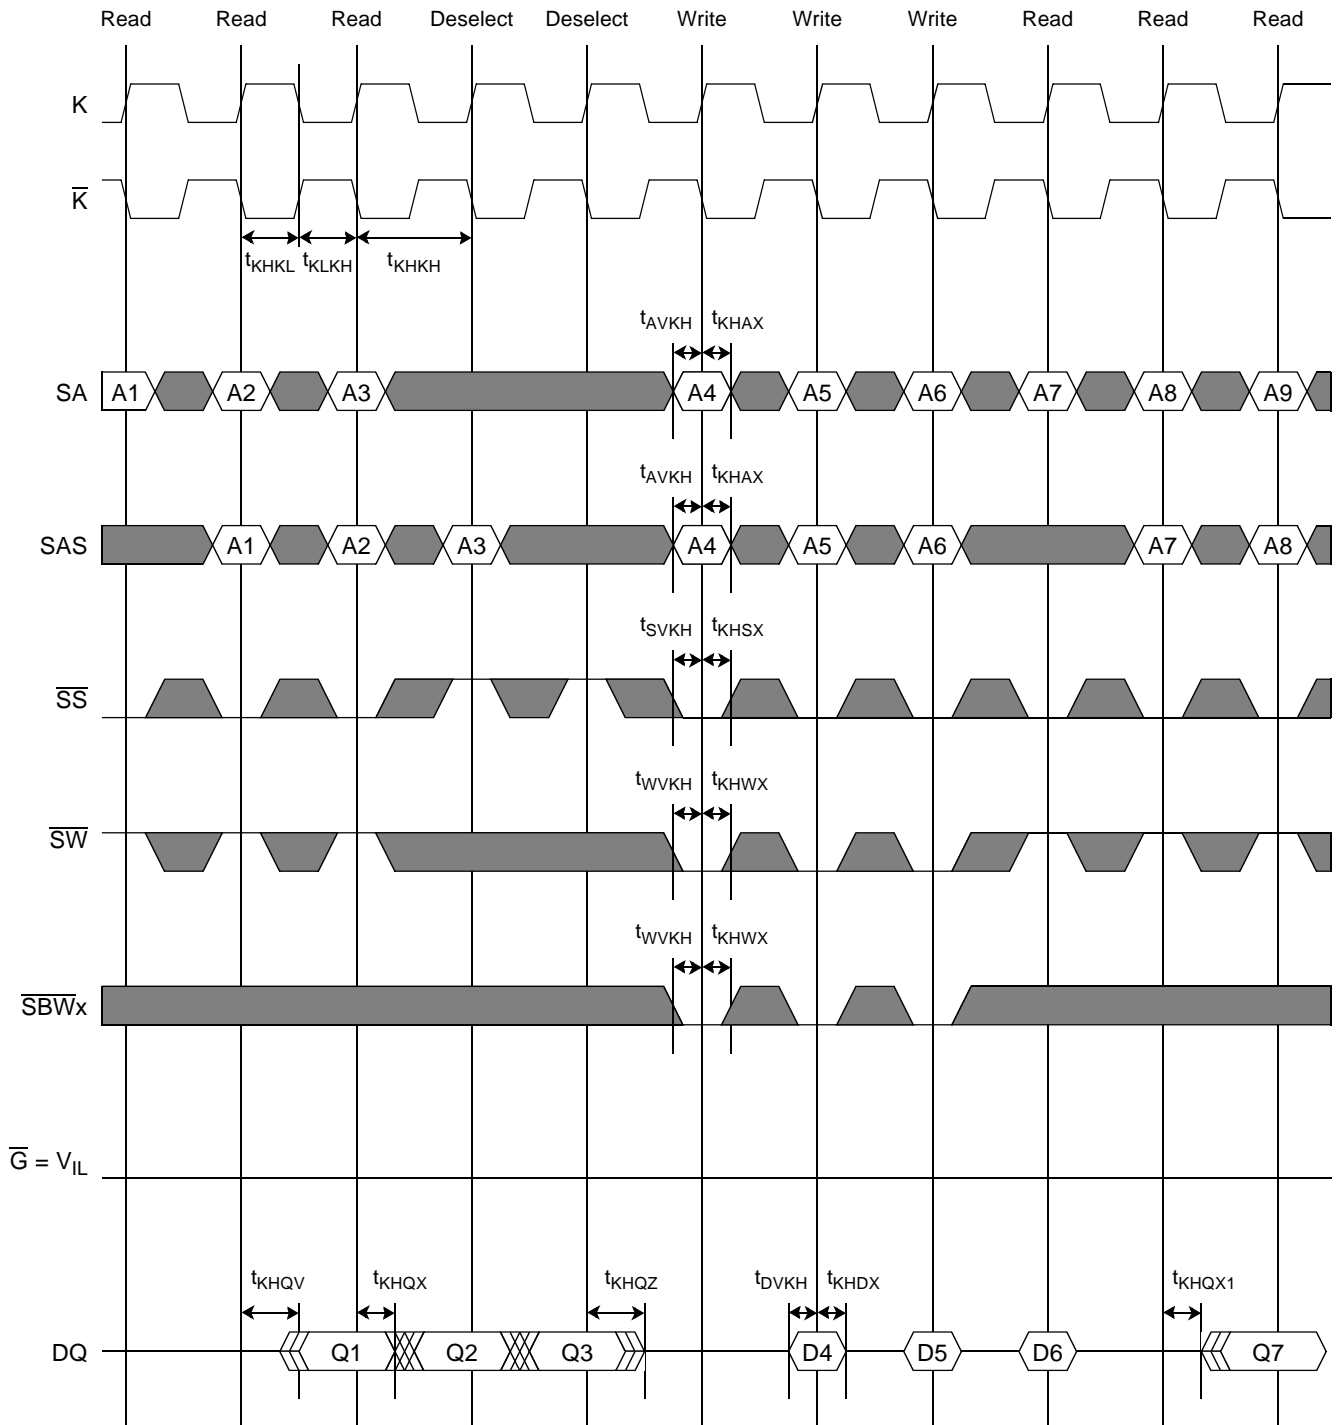 Read Read Read Deselect Deselect Write Write Write Read Read Read
K
K̅
tKHKL tKLKH tKHKH
tAVKH tKHAX
SA A1 A2 A3 A4 A5 A6 A7 A8 A9
tAVKH tKHAX
SAS A1 A2 A3 A4 A5 A6 A7 A8
tSVKH tKHSX
S̅S̅
tWVKH tKHWX
S̅W̅
tWVKH tKHWX
S̅B̅W̅x
G̅ = VIL
tKHQV tKHQX tKHQZ tDVKH tKHDX tKHQX1
DQ Q1 Q2 Q3 D4 D5 D6 Q7